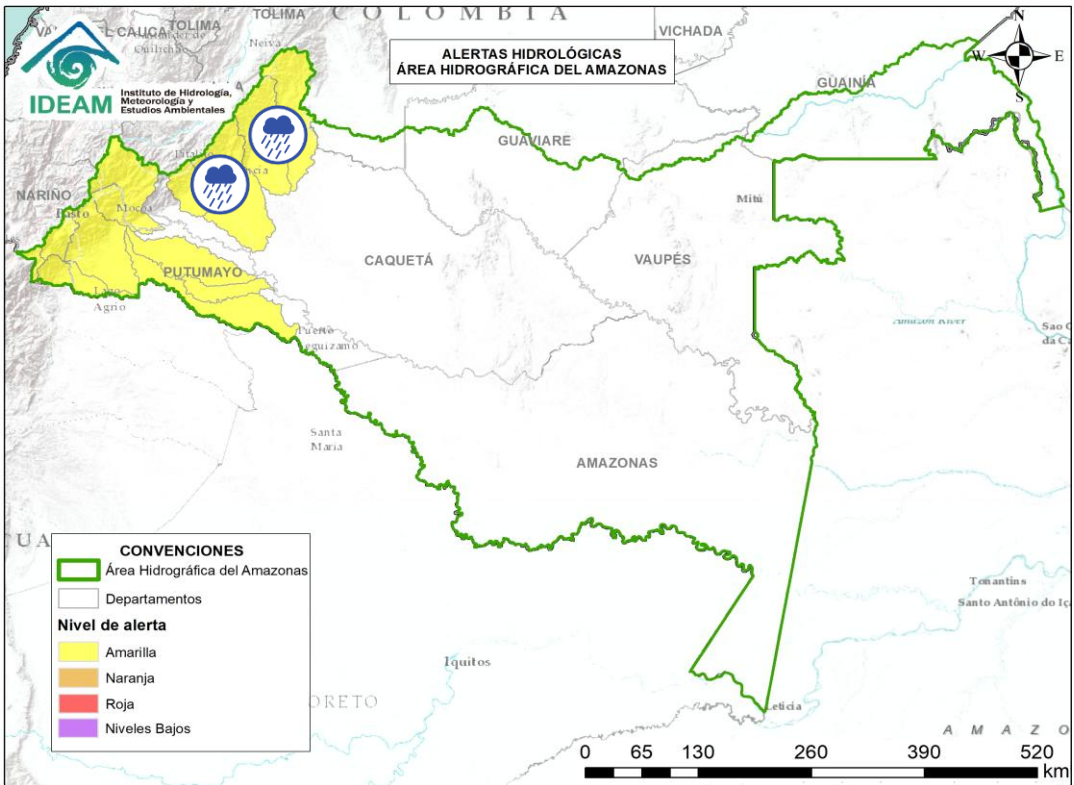 COLOMBIA
TOLIMA
TOLIMA
Neiva
VICHADA
ALERTAS HIDROLÓGICAS
ÁREA HIDROGRÁFICA DEL AMAZONAS
N
W
E
S
IDEAM
Instituto de Hidrología,
Meteorología y
Estudios Ambientales
GUAINÍA
GUAVIARE
NARIÑO
Pasto
Mocoa
Mitú
CAQUETÁ
VAUPÉS
PUTUMAYO
Lago
Agrio
Puerto
Leguízamo
Amazon River
Santa
Maria
AMAZONAS
CONVENCIONES
Área Hidrográfica del Amazonas
Departamentos
Nivel de alerta
Amarilla
Naranja
Roja
Niveles Bajos
Tonantins
Santo Antônio do Iç
Iquitos
ORETO
Leticia
AMAZO
0 65 130 260 390 520
km